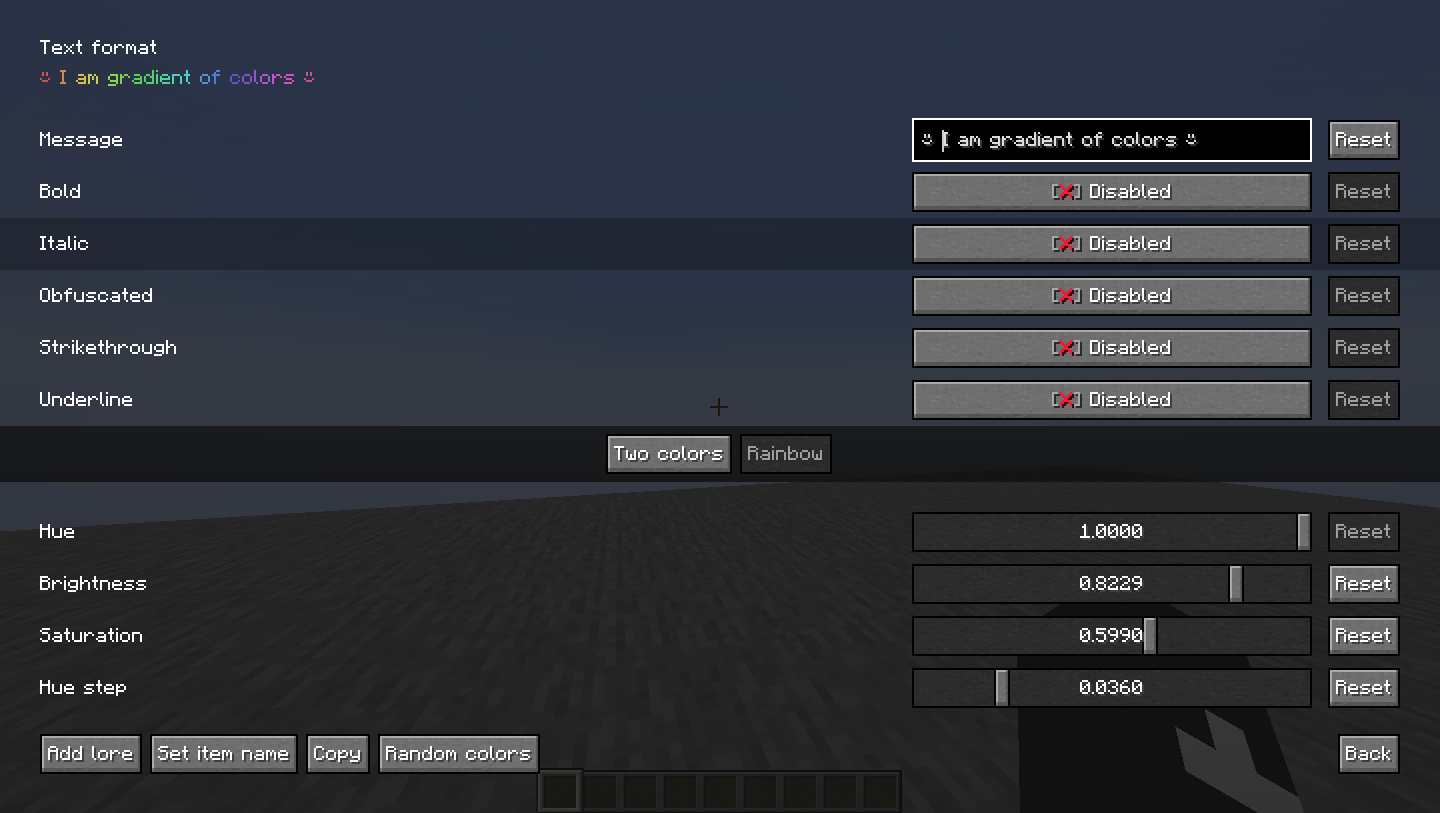 Text format
ꌇ I am gradient of colors ꌇ
Message
ꌇ I am gradient of colors ꌇ
Reset
Bold
[❌] Disabled
Reset
Italic
[❌] Disabled
Reset
Obfuscated
[❌] Disabled
Reset
Strikethrough
[❌] Disabled
Reset
Underline
[❌] Disabled
Reset
Two colors
Rainbow
Hue
1.0000
Reset
Brightness
0.8229
Reset
Saturation
0.5990
Reset
Hue step
0.0360
Reset
Add lore
Set item name
Copy
Random colors
Back